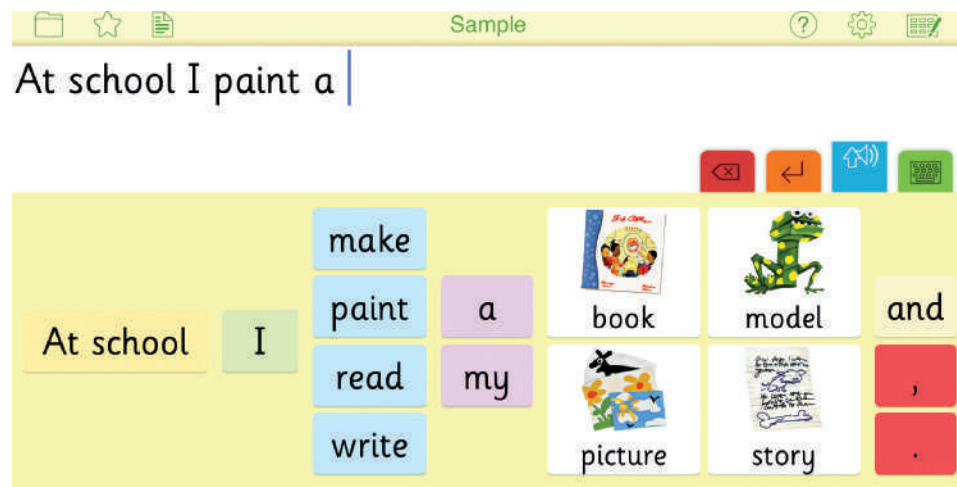 Sample
At school I paint a
make
paint
read
write
At school
I
a
my
book
model
picture
story
and
,
.